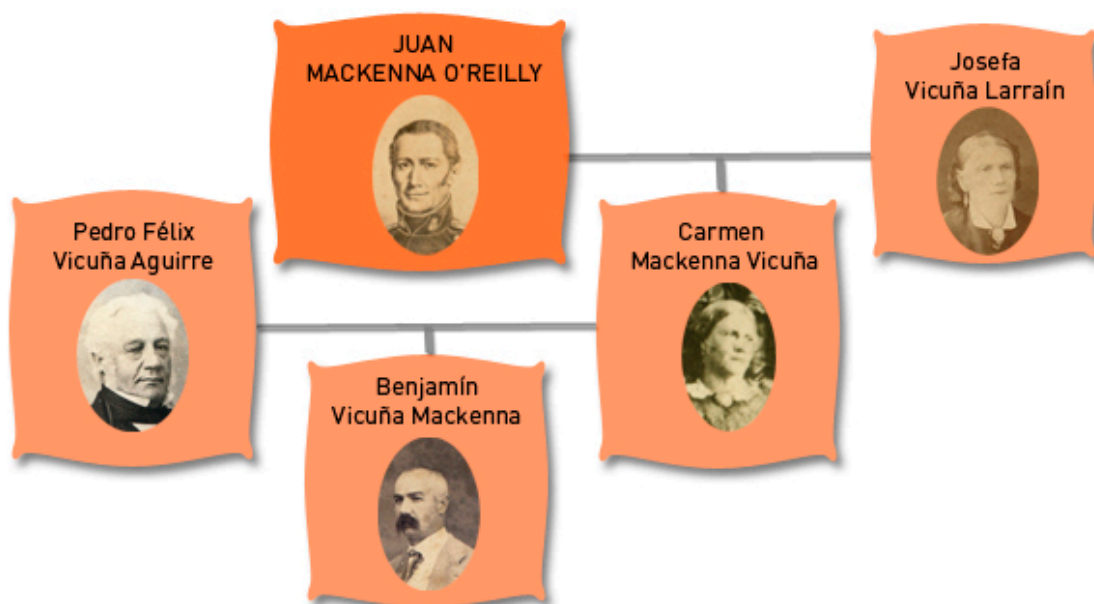 JUAN
MACKENNA O'REILLY
Josefa
Vicuña Larraín
Pedro Félix
Vicuña Aguirre
Carmen
Mackenna Vicuña
Benjamín
Vicuña Mackenna